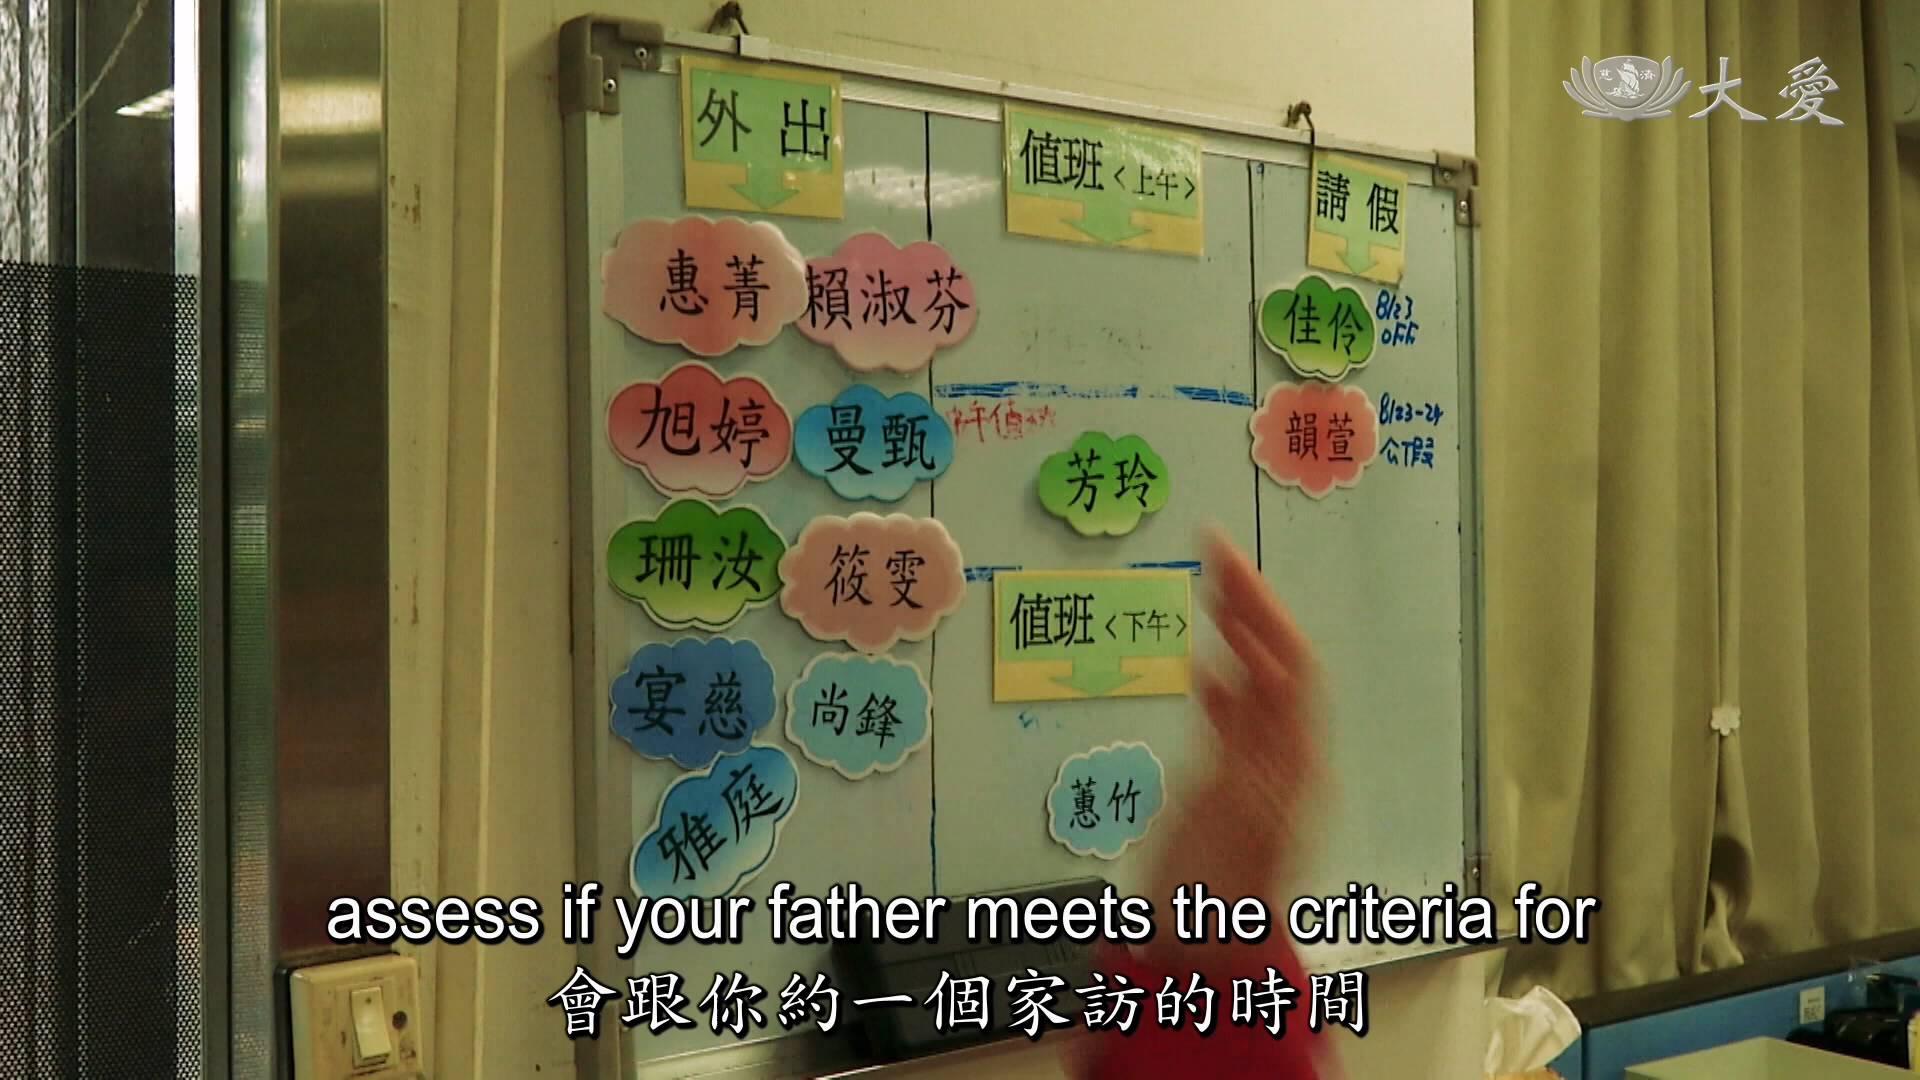 慈 濟 大愛
外出
值班<上午>
請假
惠菁
賴淑芬
佳伶
8/23
OFF
旭婷
曼甄
韻萱
8/23-24
公假
芳玲
珊汝
筱雯
值班<下午>
宴慈
尚鋒
蕙竹
雅庭
assess if your father meets the criteria for
會跟你約一個家訪的時間